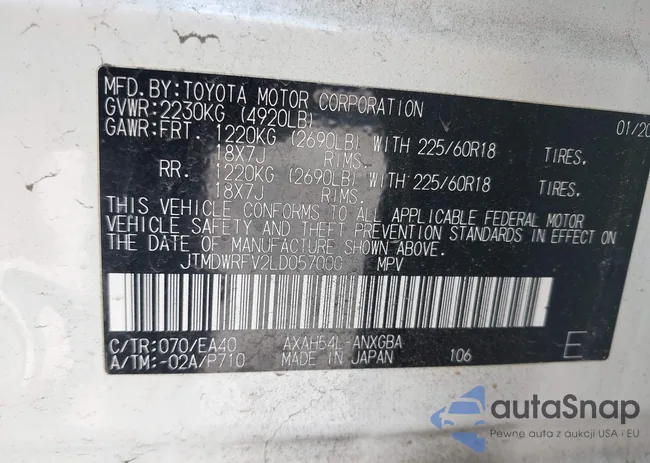 MFD. BY: TOYOTA MOTOR CORPORATION 01/20
GVWR: 2230KG (4920LB)
GAWR: FRT. 1220KG (2690LB) WITH 225/60R18 TIRES.
18X7J RIMS.
RR. 1220KG (2690LB) WITH 225/60R18 TIRES.
18X7J RIMS.
THIS VEHICLE CONFORMS TO ALL APPLICABLE FEDERAL MOTOR
VEHICLE SAFETY AND THEFT PREVENTION STANDARDS IN EFFECT ON
THE DATE OF MANUFACTURE SHOWN ABOVE.
MPV
C/TR: 070/EA40 AXAH54L-ANXGBA 106 E
A/TM: -02A/P710 MADE IN JAPAN
autaSnap
Pewne auta z aukcji USA i EU